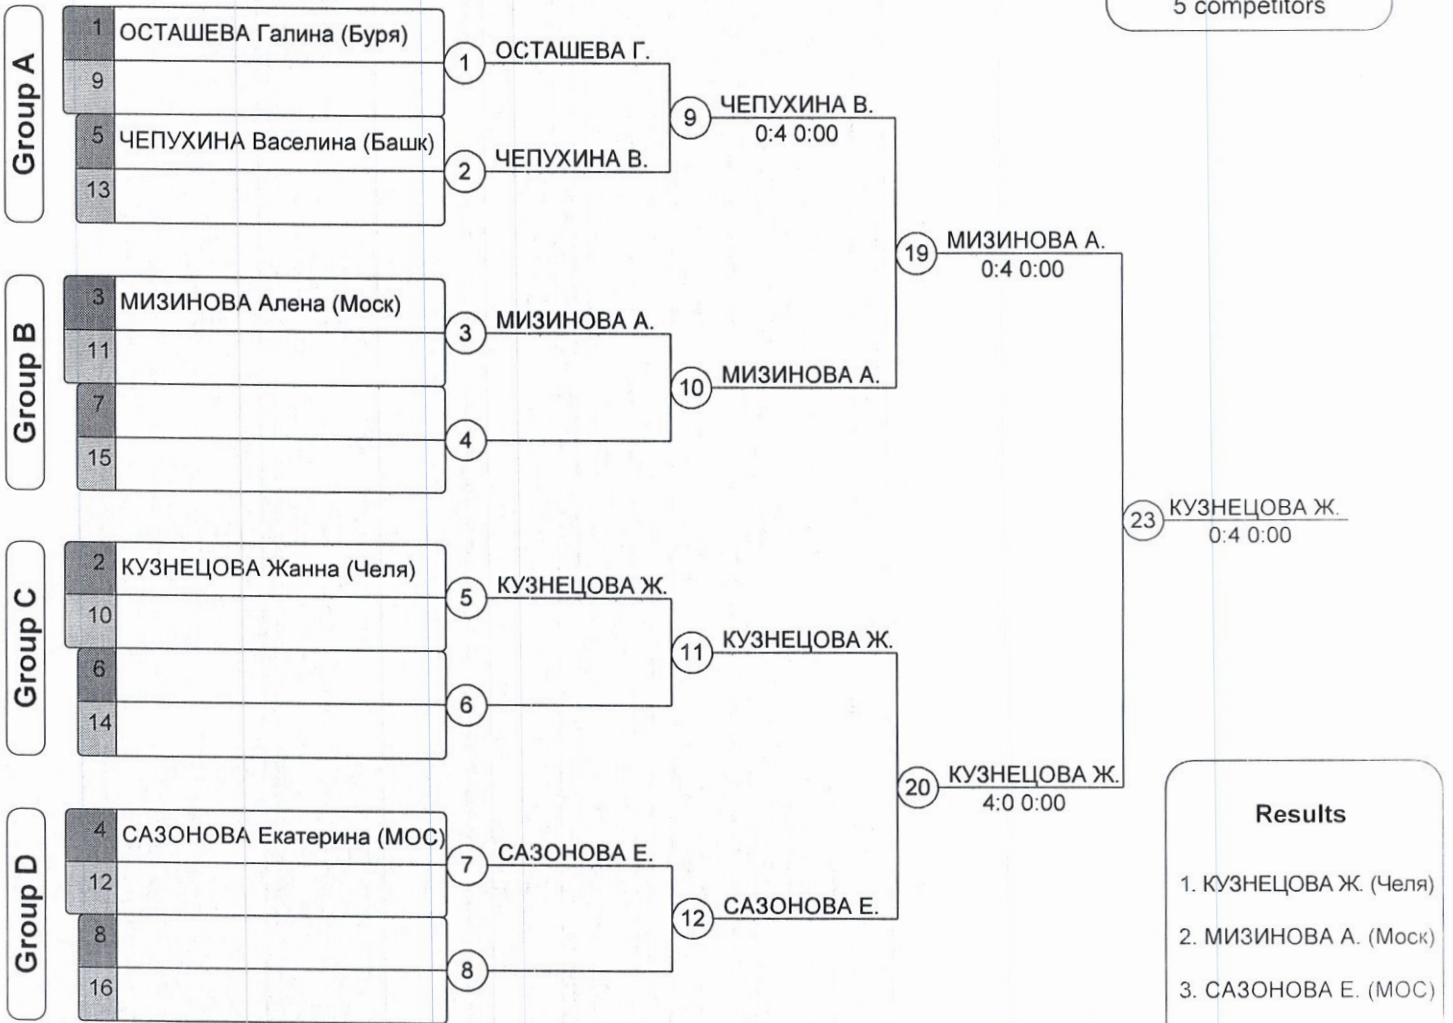 5 competitors
Group A
1 ОСТАШЕВА Галина (Буря)
9
5 ЧЕПУХИНА Васелина (Башк)
13
1 ОСТАШЕВА Г.
2 ЧЕПУХИНА В.
9 ЧЕПУХИНА В.
0:4 0:00
Group B
3 МИЗИНОВА Алена (Моск)
11
7
15
3 МИЗИНОВА А.
4
10 МИЗИНОВА А.
19 МИЗИНОВА А.
0:4 0:00
Group C
2 КУЗНЕЦОВА Жанна (Челя)
10
6
14
5 КУЗНЕЦОВА Ж.
6
11 КУЗНЕЦОВА Ж.
Group D
4 САЗОНОВА Екатерина (МОС)
12
8
16
7 САЗОНОВА Е.
8
12 САЗОНОВА Е.
20 КУЗНЕЦОВА Ж.
4:0 0:00
23 КУЗНЕЦОВА Ж.
0:4 0:00
Results
1. КУЗНЕЦОВА Ж. (Челя)
2. МИЗИНОВА А. (Моск)
3. САЗОНОВА Е. (МОС)